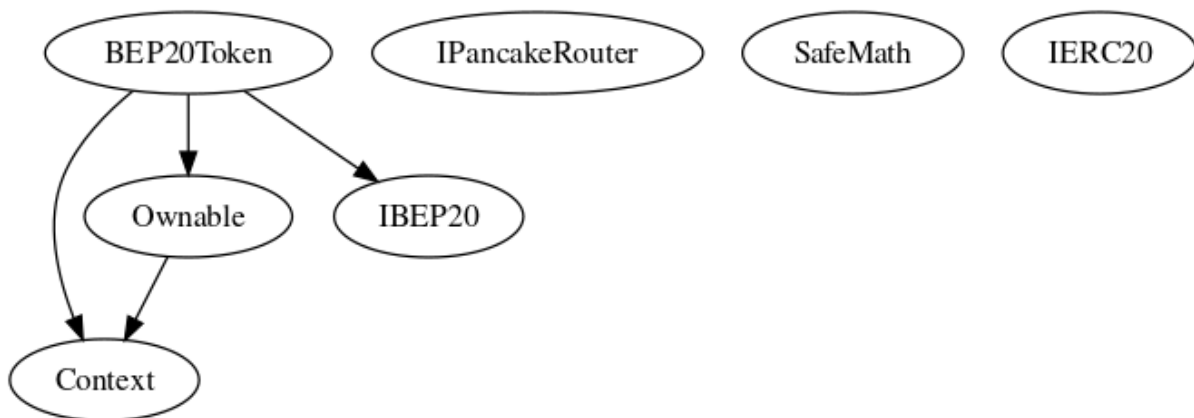 BEP20Token
IPancakeRouter
SafeMath
IERC20
Ownable
IBEP20
Context